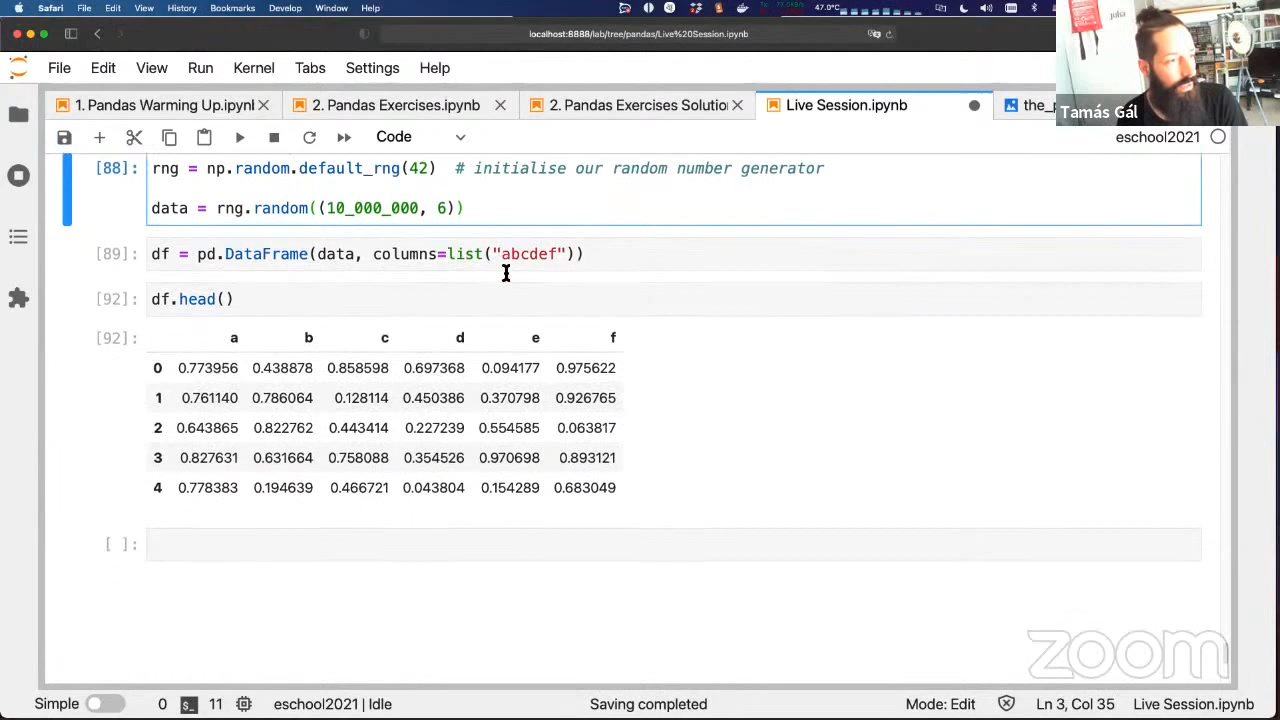 Safari File Edit View History Bookmarks Window Help 77.0KB/s 47.0°C
localhost:8888/lab/tree/pandas/Live%20Session.ipynb
File Edit View Run Kernel Tabs Settings Help
Tamás Gál
1. Pandas Warming Up.ipynl 2. Pandas Exercises.ipynb 2. Pandas Exercises Solutio Live Session.ipynb the_p
Code eschool2021
[88]: rng = np.random.default_rng(42) # initialise our random number generator
data = rng.random((10_000_000, 6))
[89]: df = pd.DataFrame(data, columns=list("abcdef"))
[92]: df.head()
[92]: a b c d e f
0 0.773956 0.438878 0.858598 0.697368 0.094177 0.975622
1 0.761140 0.786064 0.128114 0.450386 0.370798 0.926765
2 0.643865 0.822762 0.443414 0.227239 0.554585 0.063817
3 0.827631 0.631664 0.758088 0.354526 0.970698 0.893121
4 0.778383 0.194639 0.466721 0.043804 0.154289 0.683049
[ ]:
zoom
Simple 0 11 eschool2021 | Idle Saving completed Mode: Edit Ln 3, Col 35 Live Session.ipynb